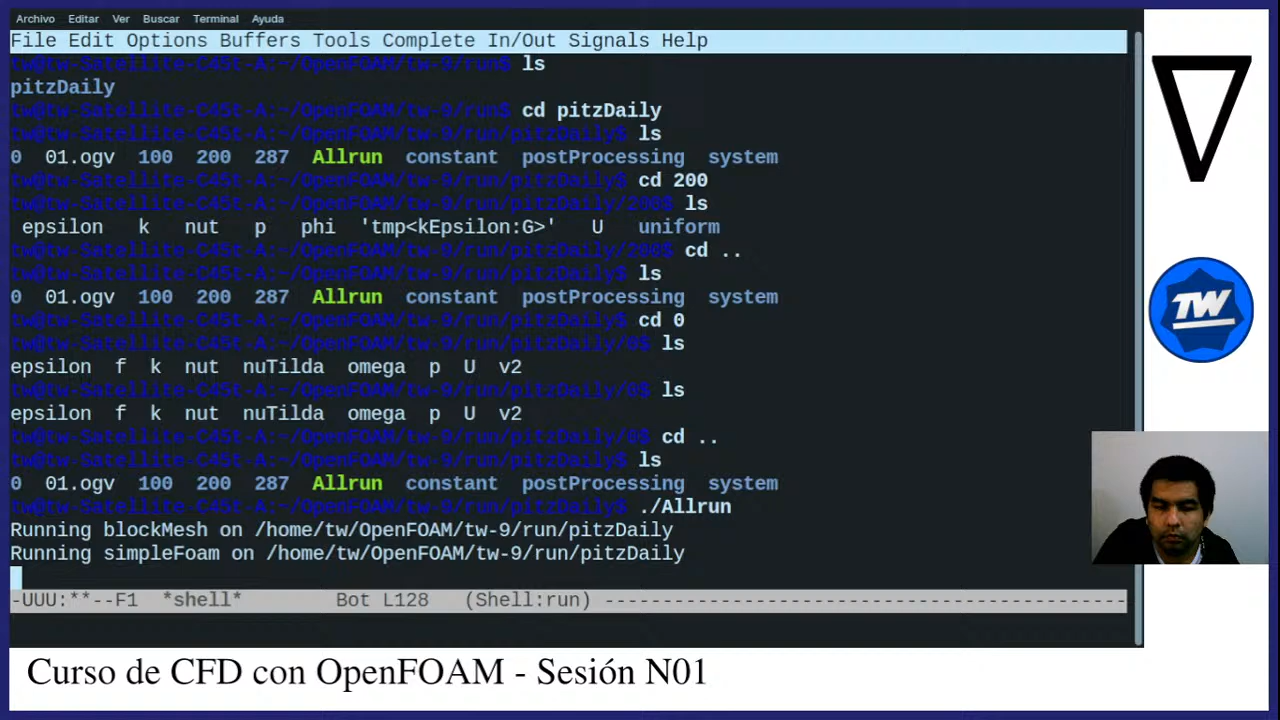 Archivo Editar Ver Buscar Terminal Ayuda
File Edit Options Buffers Tools Complete In/Out Signals Help
tw@tw-Satellite-C45t-A:~/OpenFOAM/tw-9/run$ ls
pitzDaily
tw@tw-Satellite-C45t-A:~/OpenFOAM/tw-9/run$ cd pitzDaily
tw@tw-Satellite-C45t-A:~/OpenFOAM/tw-9/run/pitzDaily$ ls
0 01.ogv 100 200 287 Allrun constant postProcessing system
tw@tw-Satellite-C45t-A:~/OpenFOAM/tw-9/run/pitzDaily$ cd 200
tw@tw-Satellite-C45t-A:~/OpenFOAM/tw-9/run/pitzDaily/200$ ls
epsilon k nut p phi 'tmp<kEpsilon:G>' U uniform
tw@tw-Satellite-C45t-A:~/OpenFOAM/tw-9/run/pitzDaily/200$ cd ..
tw@tw-Satellite-C45t-A:~/OpenFOAM/tw-9/run/pitzDaily$ ls
0 01.ogv 100 200 287 Allrun constant postProcessing system
tw@tw-Satellite-C45t-A:~/OpenFOAM/tw-9/run/pitzDaily$ cd 0
tw@tw-Satellite-C45t-A:~/OpenFOAM/tw-9/run/pitzDaily/0$ ls
epsilon f k nut nuTilda omega p U v2
tw@tw-Satellite-C45t-A:~/OpenFOAM/tw-9/run/pitzDaily/0$ ls
epsilon f k nut nuTilda omega p U v2
tw@tw-Satellite-C45t-A:~/OpenFOAM/tw-9/run/pitzDaily/0$ cd ..
tw@tw-Satellite-C45t-A:~/OpenFOAM/tw-9/run/pitzDaily$ ls
0 01.ogv 100 200 287 Allrun constant postProcessing system
tw@tw-Satellite-C45t-A:~/OpenFOAM/tw-9/run/pitzDaily$ ./Allrun
Running blockMesh on /home/tw/OpenFOAM/tw-9/run/pitzDaily
Running simpleFoam on /home/tw/OpenFOAM/tw-9/run/pitzDaily
-UUU:**--F1 *shell* Bot L128 (Shell:run) ---------------------------------------------
TW
Curso de CFD con OpenFOAM - Sesión N01